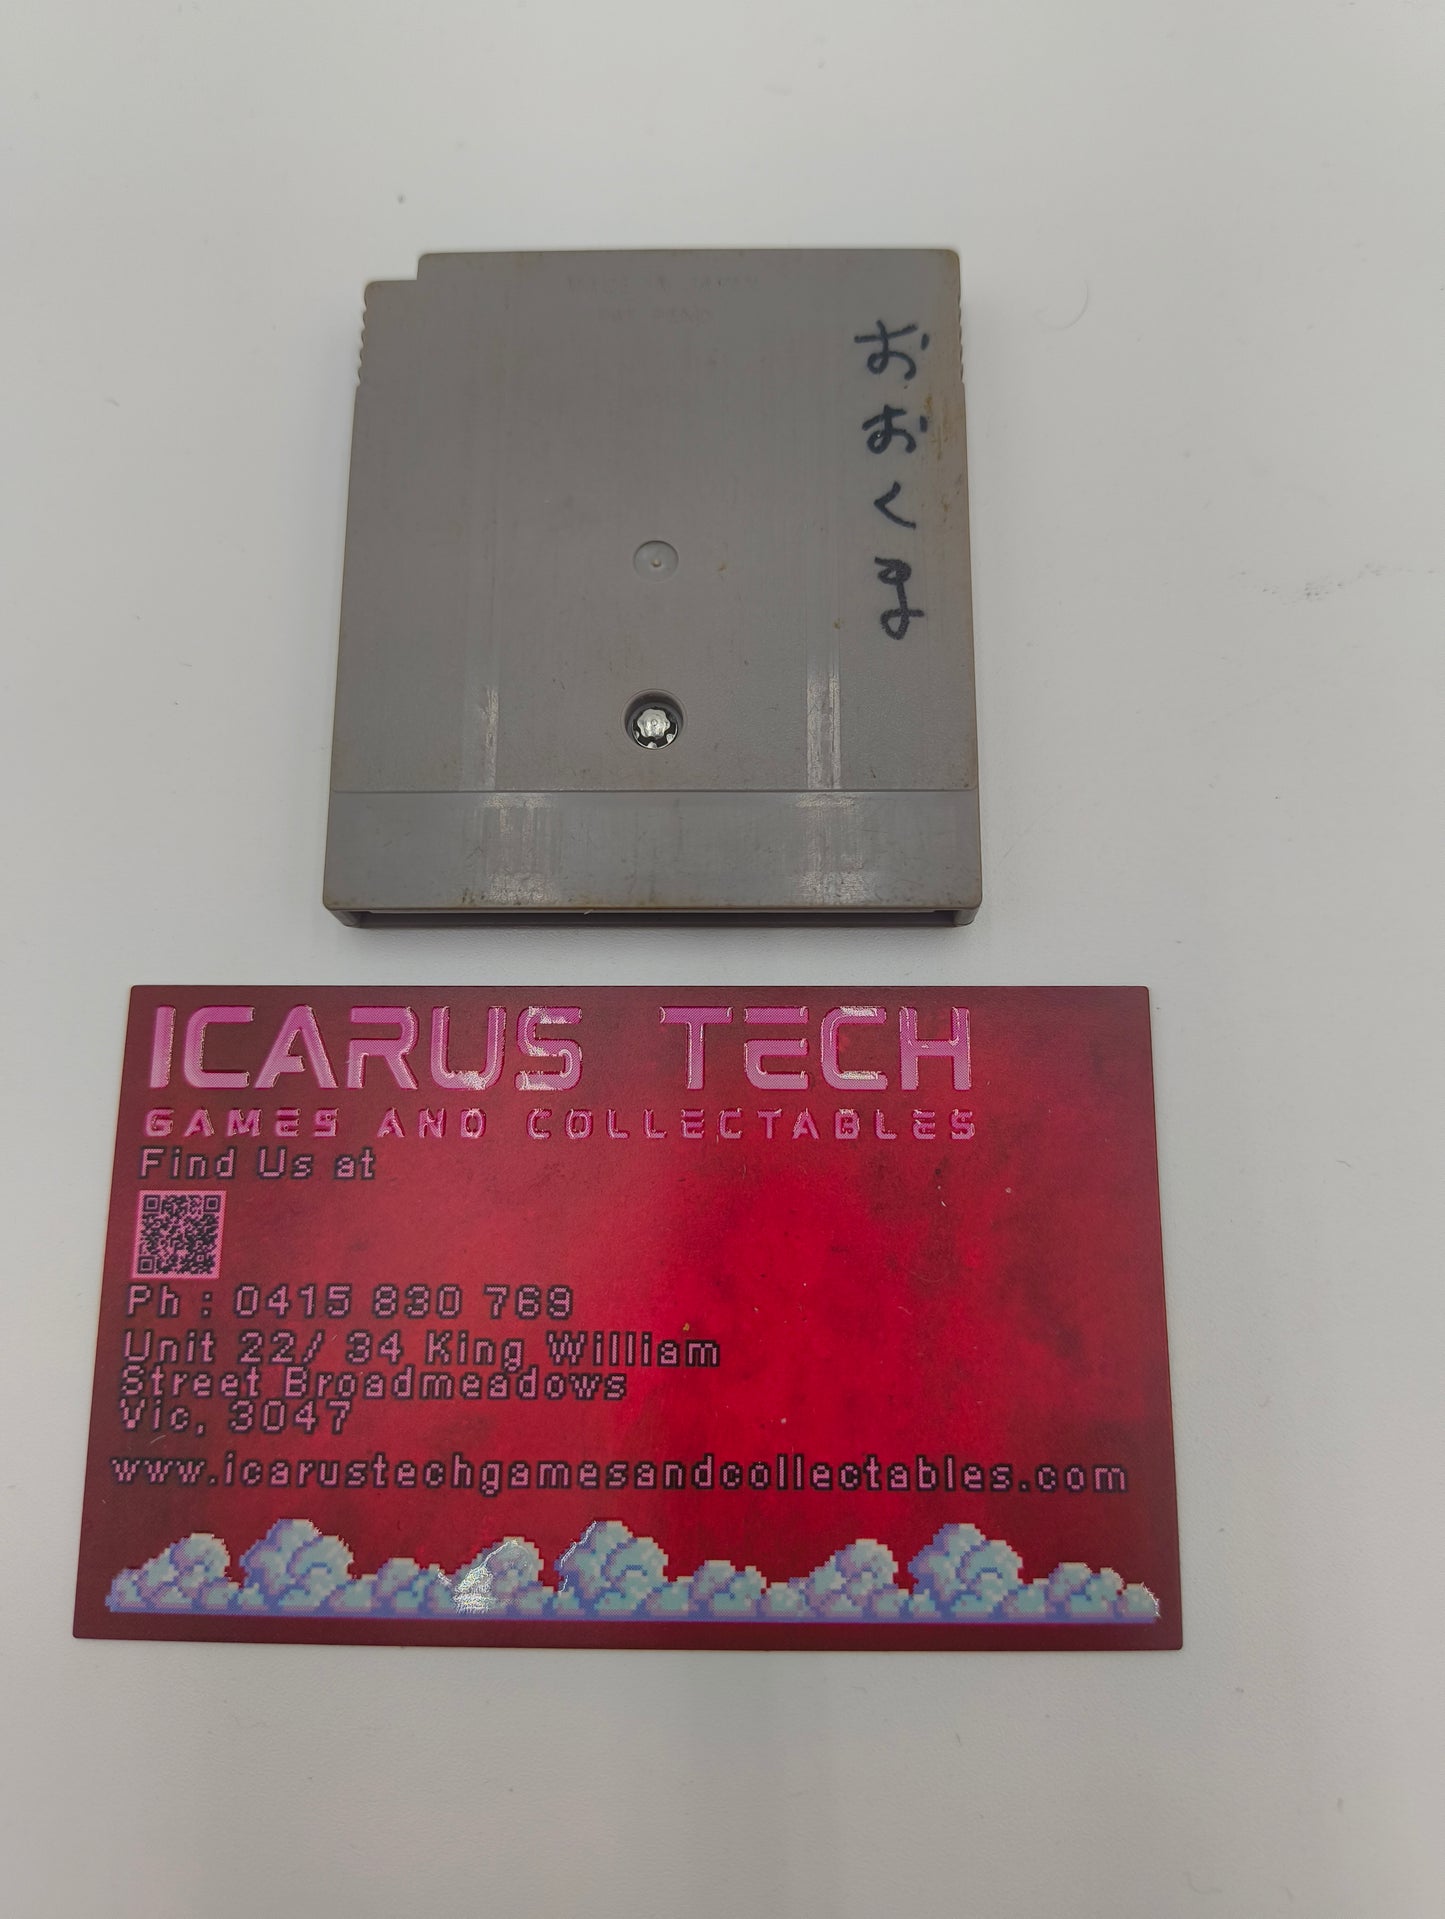 おおくま
ICARUS TECH
GAMES AND COLLECTABLES
Find Us at
Ph : 0415 830 769
Unit 22/ 34 King William
Street Broadmeadows
Vic, 3047
www.icarustechgamesandcollectables.com